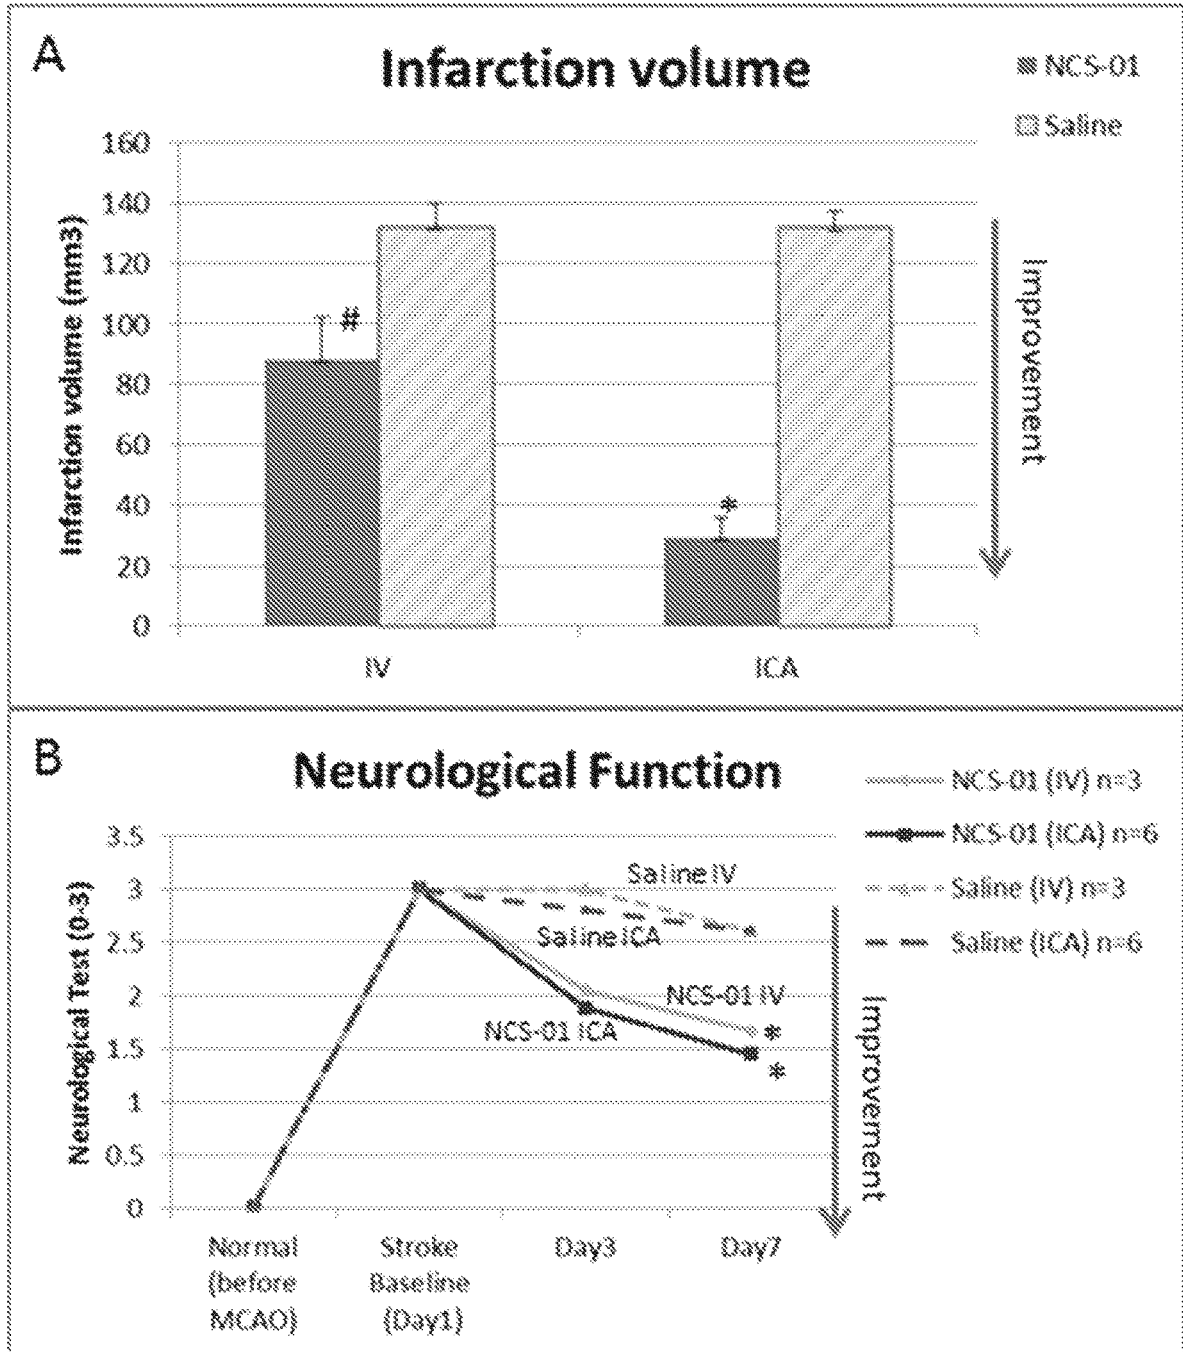 A
Infarction volume
NCS-01
Saline
160
140
120
100
80
60
40
20
0
Infarction volume (mm3)
#
*
IV
ICA
Improvement
B
Neurological Function
NCS-01 (IV) n=3
NCS-01 (ICA) n=6
Saline (IV) n=3
Saline (ICA) n=6
3.5
3
2.5
2
1.5
1
0.5
0
Neurological Test (0-3)
Saline IV
Saline ICA
NCS-01 IV
NCS-01 ICA
*
*
Normal
(before
MCAO)
Stroke
Baseline
(Day1)
Day3
Day7
Improvement